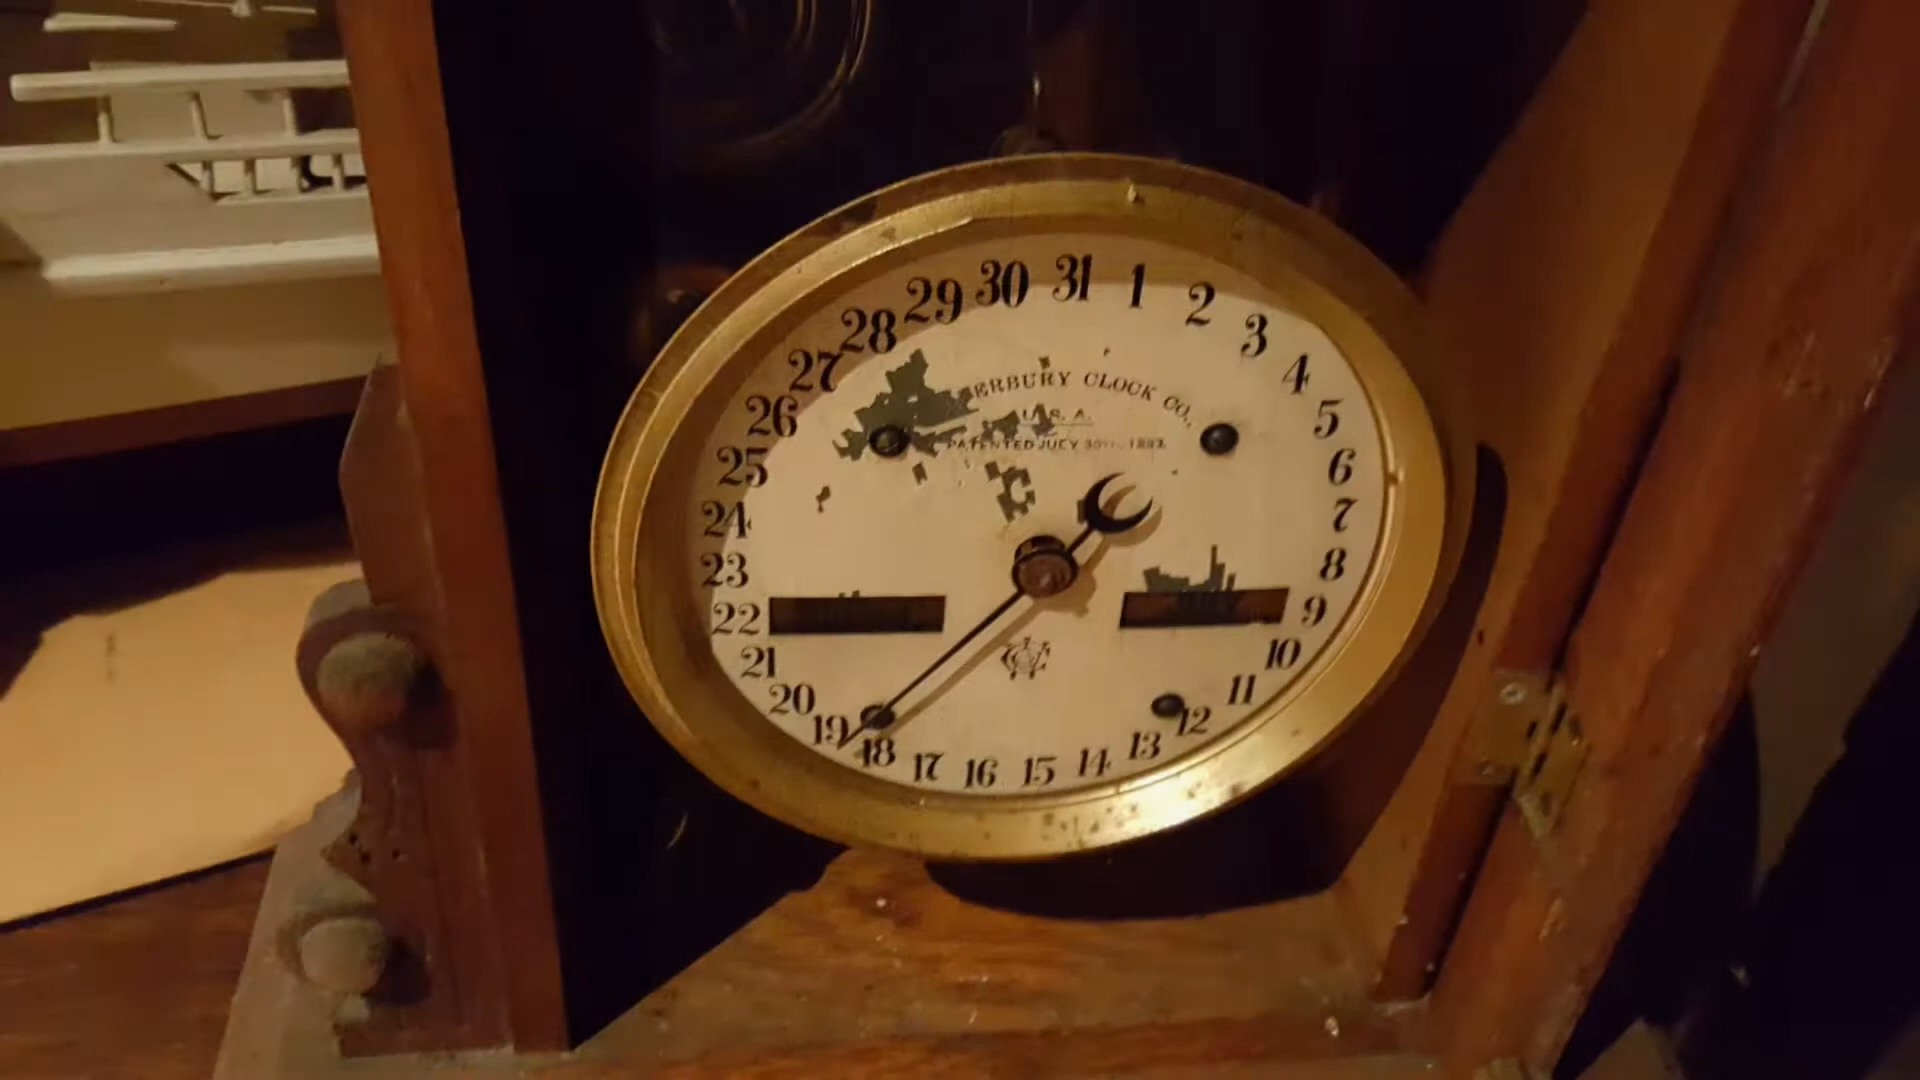 31 1 2 3 4 5 6 7 8 9 10 11 12 13 14 15 16 17 18 19 20 21 22 23 24 25 26 27 28 29 30
ERBURY CLOCK CO.,
U.S.A.
PATENTED JULY 30TH, 1889.